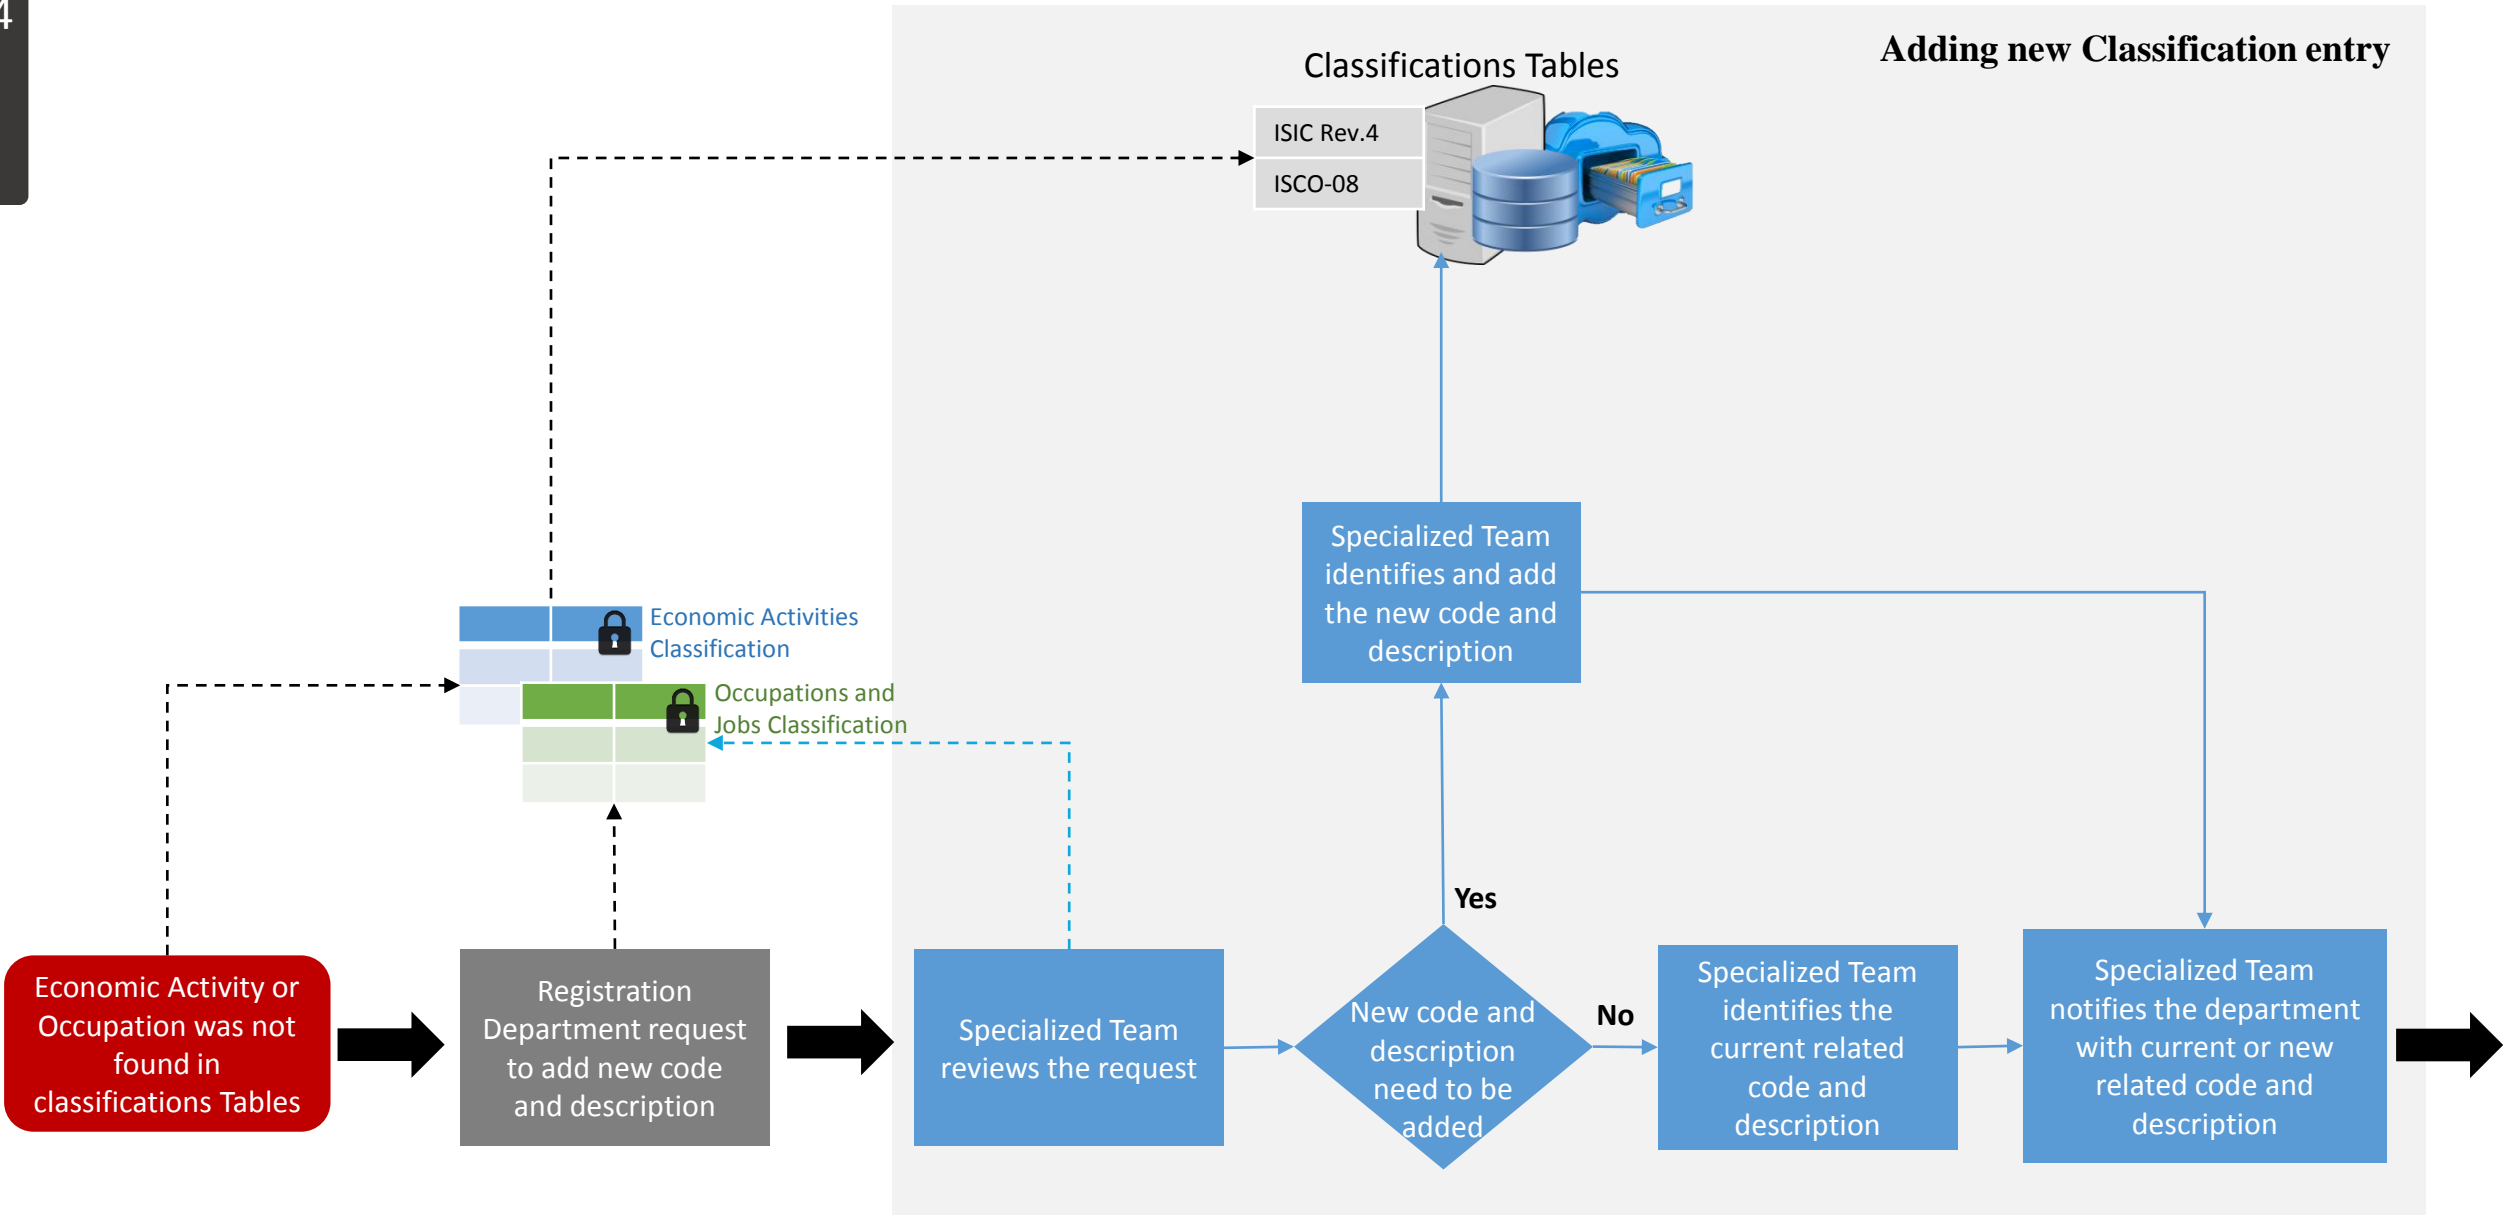 4
Adding new Classification entry
Classifications Tables
ISIC Rev.4
ISCO-08
Specialized Team
identifies and add
the new code and
description
Economic Activities
Classification
Occupations and
Jobs Classification
Yes
Economic Activity or
Occupation was not
found in
classifications Tables
Registration
Department request
to add new code
and description
Specialized Team
reviews the request
New code and
description
need to be
added
No
Specialized Team
identifies the
current related
code and
description
Specialized Team
notifies the department
with current or new
related code and
description